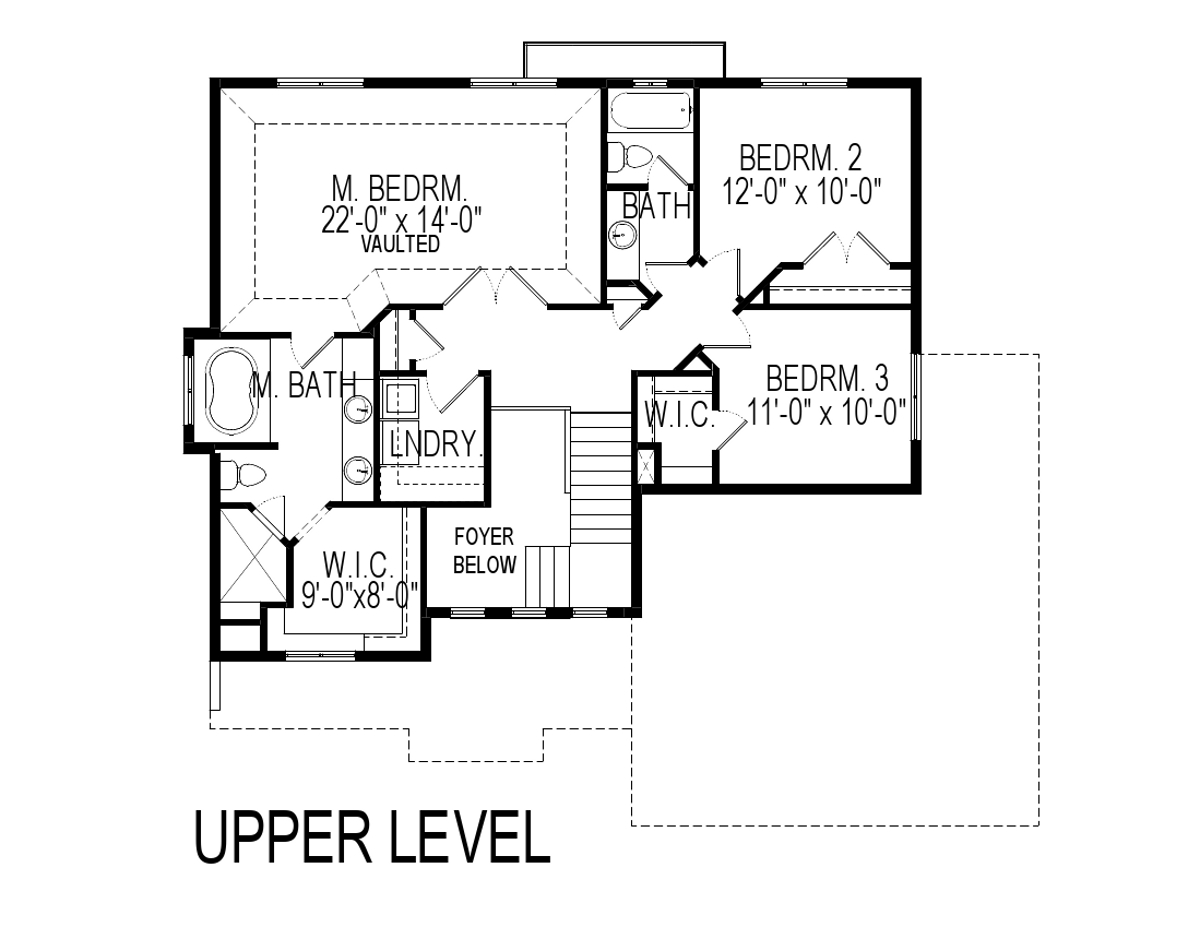 M. BEDRM.
22'-0" x 14'-0"
VAULTED
BATH
BEDRM. 2
12'-0" x 10'-0"
M. BATH
LNDRY.
W.I.C.
BEDRM. 3
11'-0" x 10'-0"
FOYER
BELOW
W.I.C.
9'-0"x8'-0"
UPPER LEVEL